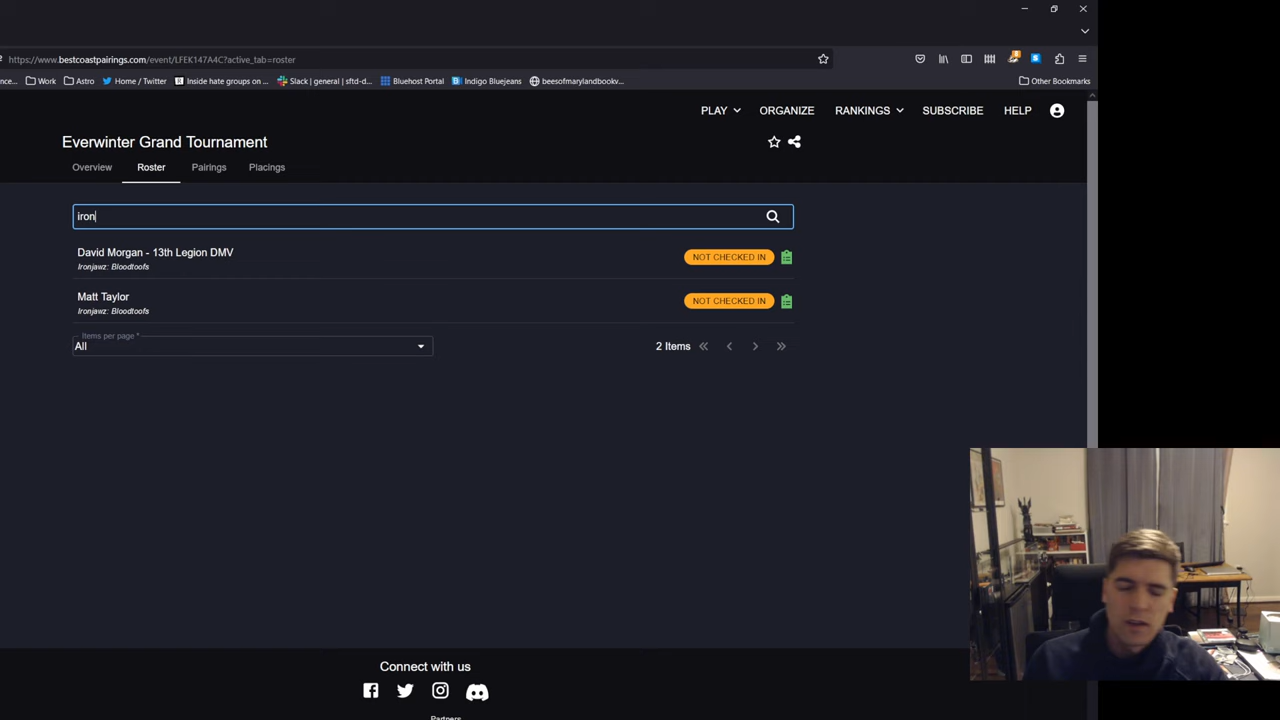 https://www.bestcoastpairings.com/event/LFEK147A4C?active_tab=roster
nce...
Work
Astro
Home / Twitter
Inside hate groups on ...
Slack | general | std-d...
Bluehost Portal
Indigo Bluejeans
beesofmarylandbookv...
Other Bookmarks
PLAY
ORGANIZE
RANKINGS
SUBSCRIBE
HELP
Everwinter Grand Tournament
Overview
Roster
Pairings
Placings
iron
David Morgan - 13th Legion DMV
Ironjawz: Bloodtoofs
NOT CHECKED IN
Matt Taylor
Ironjawz: Bloodtoofs
NOT CHECKED IN
Items per page *
All
2 Items
Connect with us
Partners